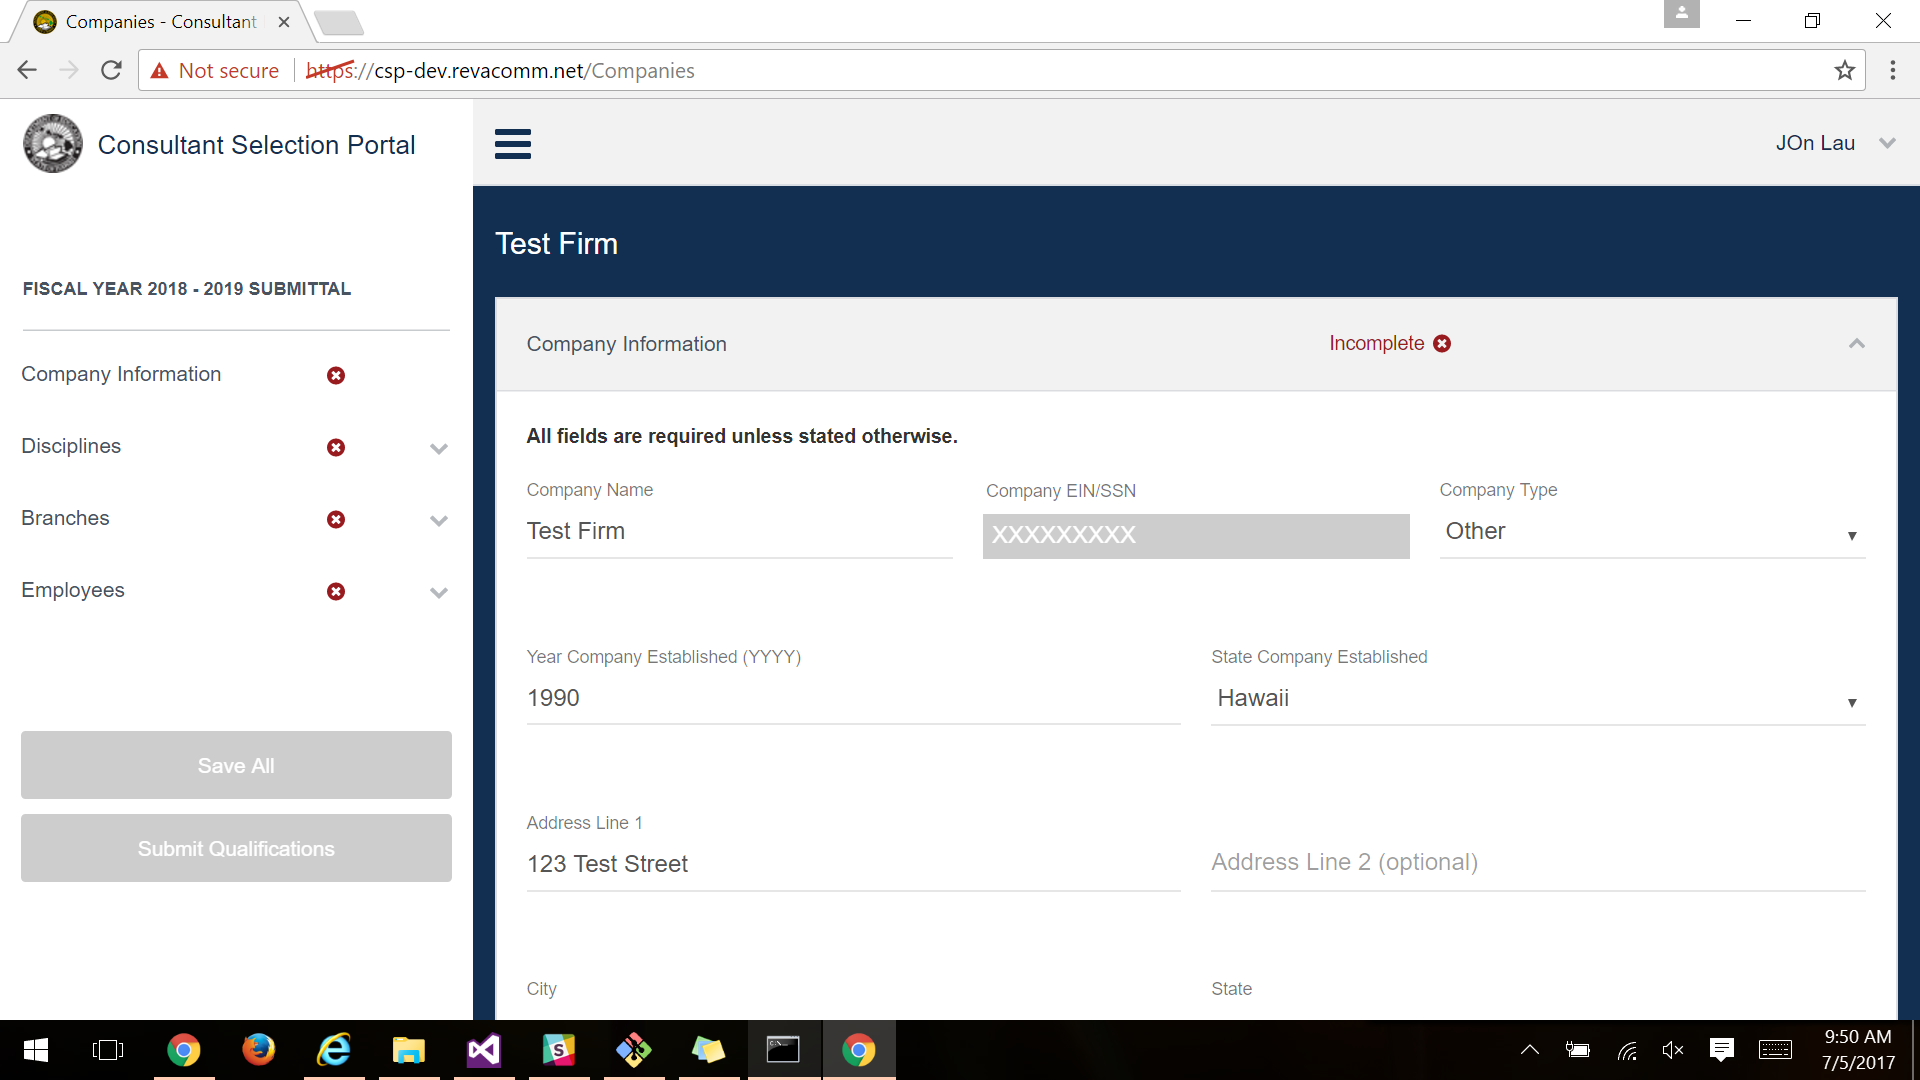 Companies - Consultant
Not secure
https://csp-dev.revacomm.net/Companies
Consultant Selection Portal
JOn Lau
FISCAL YEAR 2018 - 2019 SUBMITTAL
Company Information
Disciplines
Branches
Employees
Save All
Submit Qualifications
Test Firm
Company Information
Incomplete
All fields are required unless stated otherwise.
Company Name
Test Firm
Company EIN/SSN
XXXXXXXXX
Company Type
Other
Year Company Established (YYYY)
1990
State Company Established
Hawaii
Address Line 1
123 Test Street
Address Line 2 (optional)
City
State
9:50 AM
7/5/2017